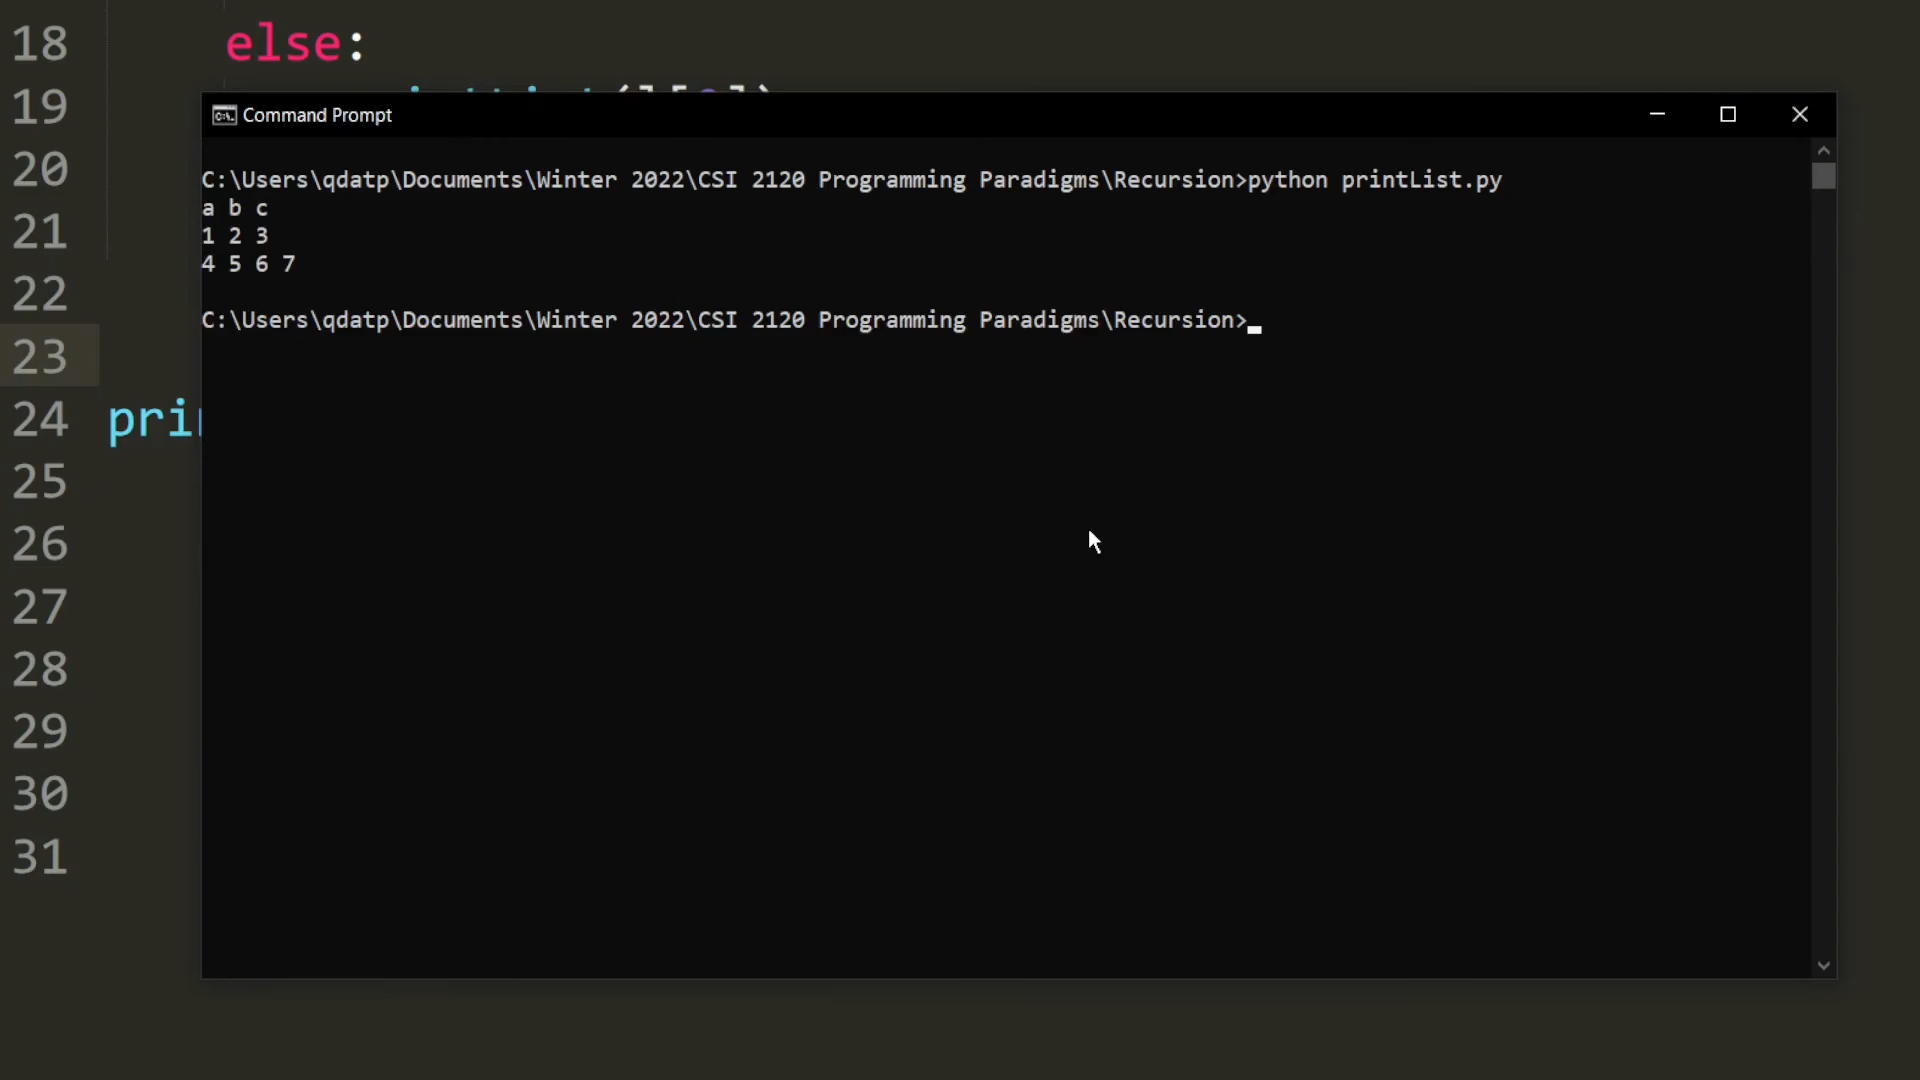 18 else:
19
Command Prompt
20
C:\Users\qdatp\Documents\Winter 2022\CSI 2120 Programming Paradigms\Recursion>python printList.py
a b c
21
1 2 3
4 5 6 7
22
C:\Users\qdatp\Documents\Winter 2022\CSI 2120 Programming Paradigms\Recursion>
23
24
25
26
27
28
29
30
31